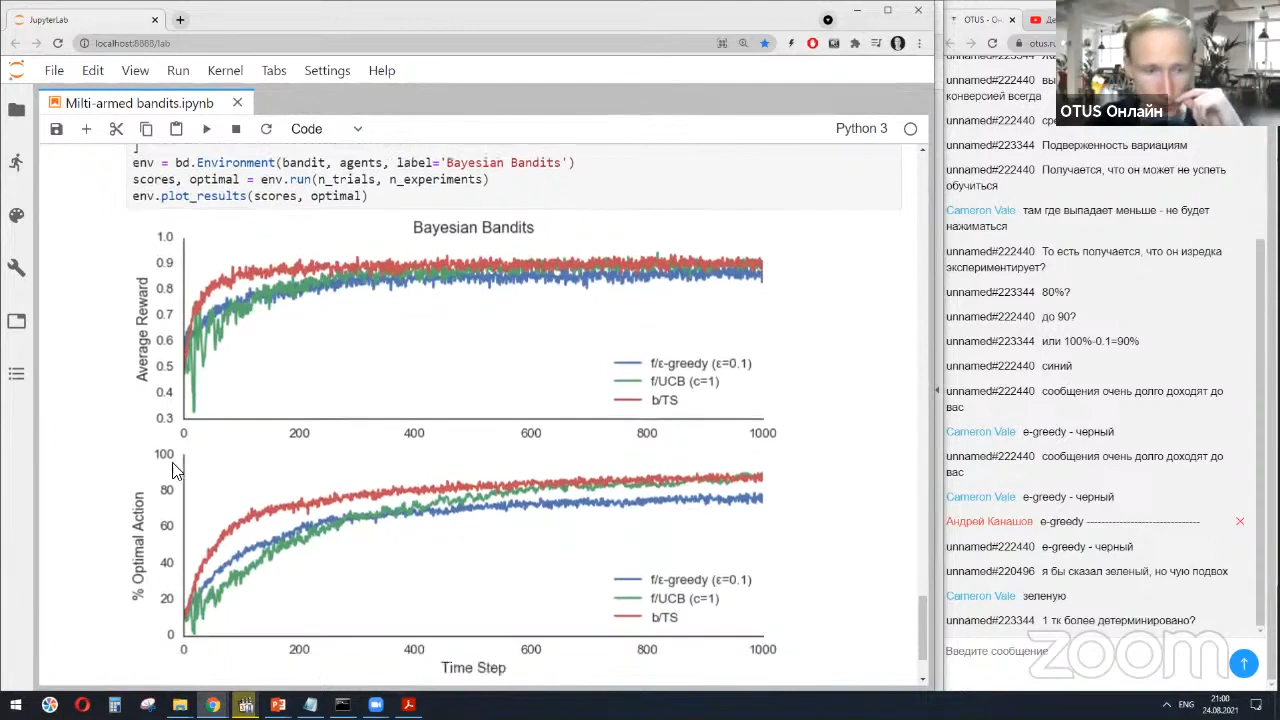 JupyterLab
OTUS - Он
localhost:8888/lab
otus.ru
OTUS Онлайн
File Edit View Run Kernel Tabs Settings Help
Milti-armed bandits.ipynb
Code
Python 3
]
env = bd.Environment(bandit, agents, label='Bayesian Bandits')
scores, optimal = env.run(n_trials, n_experiments)
env.plot_results(scores, optimal)
Bayesian Bandits
1.0
0.9
0.8
0.7
0.6
0.5
0.4
0.3
Average Reward
f/ε-greedy (ε=0.1)
f/UCB (c=1)
b/TS
0 200 400 600 800 1000
100
80
60
40
20
0
% Optimal Action
f/ε-greedy (ε=0.1)
f/UCB (c=1)
b/TS
0 200 400 600 800 1000
Time Step
unnamed#222440
конверсией всегда
unnamed#223344
unnamed#223344 Подверженность вариациям
unnamed#222440 Получается, что он может не успеть
обучиться
Cameron Vale там где выпадает меньше - не будет
нажиматься
unnamed#222440 То есть получается, что он изредка
экспериментирует?
unnamed#223344 80%?
unnamed#222440 до 90?
unnamed#223344 или 100%-0.1=90%
unnamed#222440 синий
unnamed#222440 сообщения очень долго доходят до
вас
Cameron Vale e-greedy - черный
unnamed#222440 сообщения очень долго доходят до
вас
Cameron Vale e-greedy - черный
Андрей Канашов e-greedy --------------------------------
unnamed#222440 e-greedy - черный
unnamed#220496 я бы сказал зеленый, но чую подвох
Cameron Vale зеленую
unnamed#223344 1 тк более детерминировано?
Введите сообщение
zoom
ENG
21:00
24.08.2021